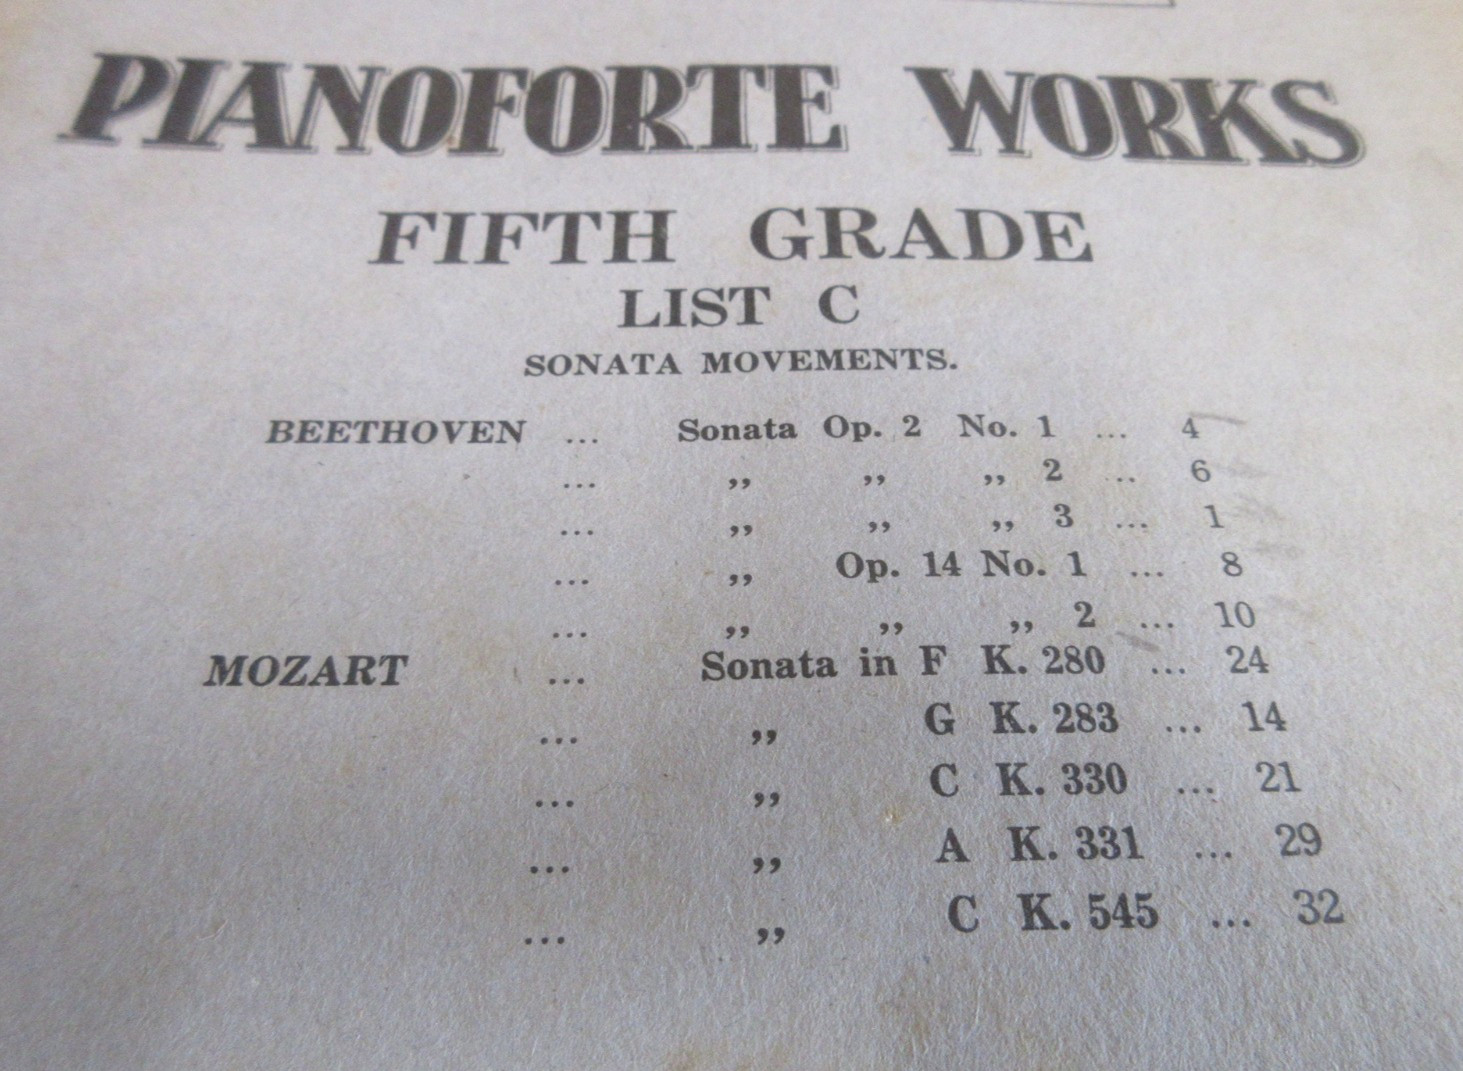 PIANOFORTE WORKS
FIFTH GRADE
LIST C
SONATA MOVEMENTS.
BEETHOVEN ... Sonata Op. 2 No. 1 ... 4
... ,, ,, ,, 2 ... 6
... ,, ,, ,, 3 ... 1
... ,, Op. 14 No. 1 ... 8
... ,, ,, ,, 2 ... 10
MOZART ... Sonata in F K. 280 ... 24
... ,, G K. 283 ... 14
... ,, C K. 330 ... 21
... ,, A K. 331 ... 29
... ,, C K. 545 ... 32